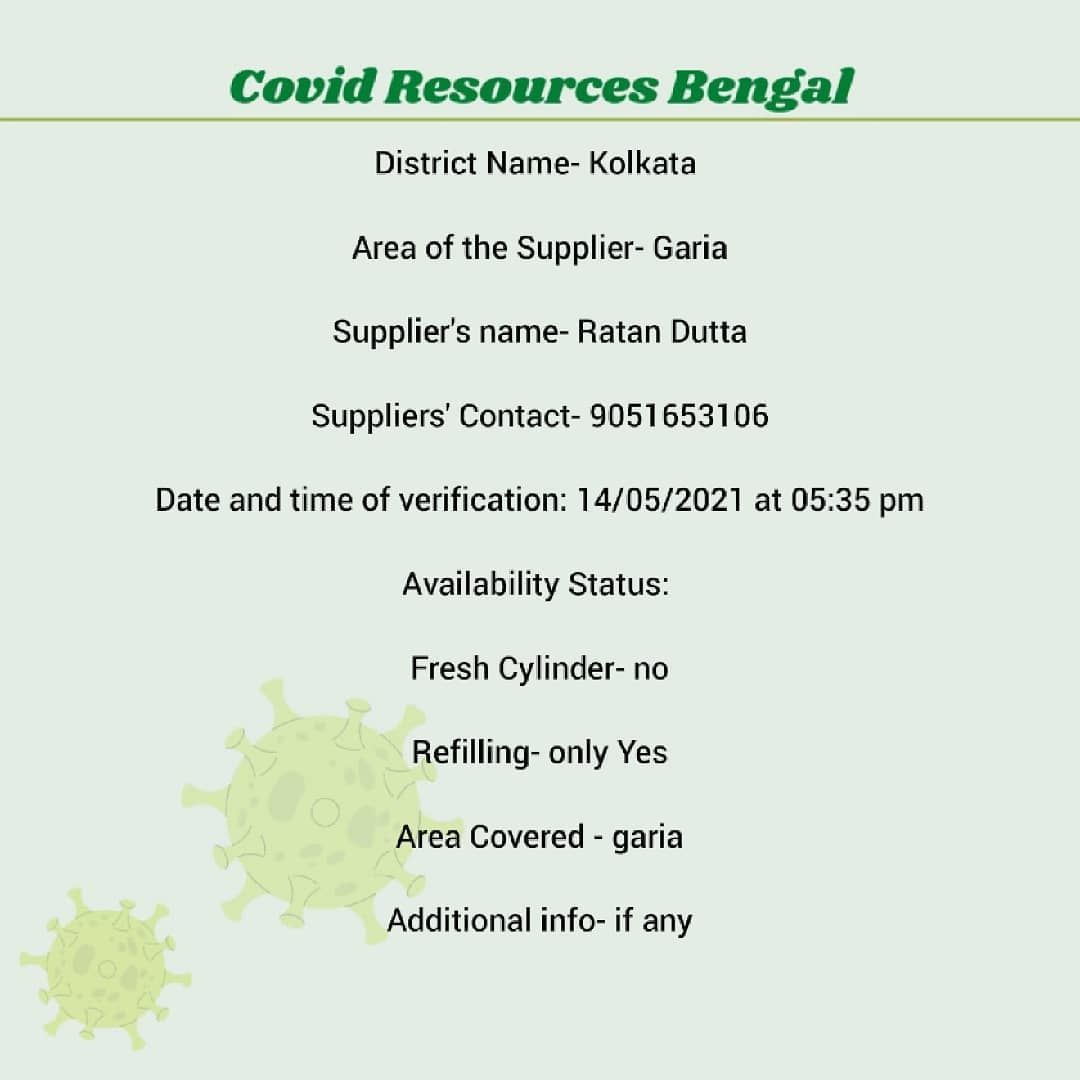 Covid Resources Bengal
District Name- Kolkata
Area of the Supplier- Garia
Supplier's name- Ratan Dutta
Suppliers' Contact- 9051653106
Date and time of verification: 14/05/2021 at 05:35 pm
Availability Status:
Fresh Cylinder- no
Refilling- only Yes
Area Covered - garia
Additional info- if any